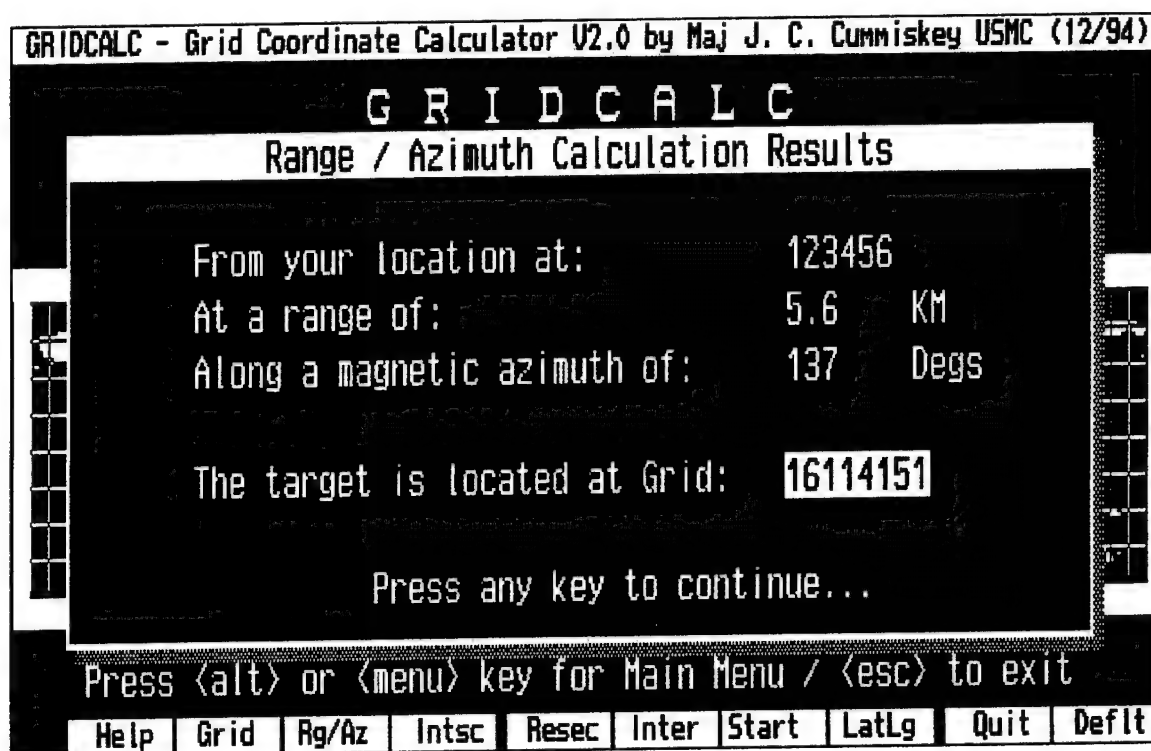 GRIDCALC - Grid Coordinate Calculator V2.0 by Maj J. C. Cummiskey USMC (12/94)
G R I D C A L C
Range / Azimuth Calculation Results
From your location at: 123456
At a range of: 5.6 KM
Along a magnetic azimuth of: 137 Degs
The target is located at Grid: 16114151
Press any key to continue...
Press <alt> or <menu> key for Main Menu / <esc> to exit
Help Grid Rg/Az Intsc Resec Inter Start LatLg Quit Deflt